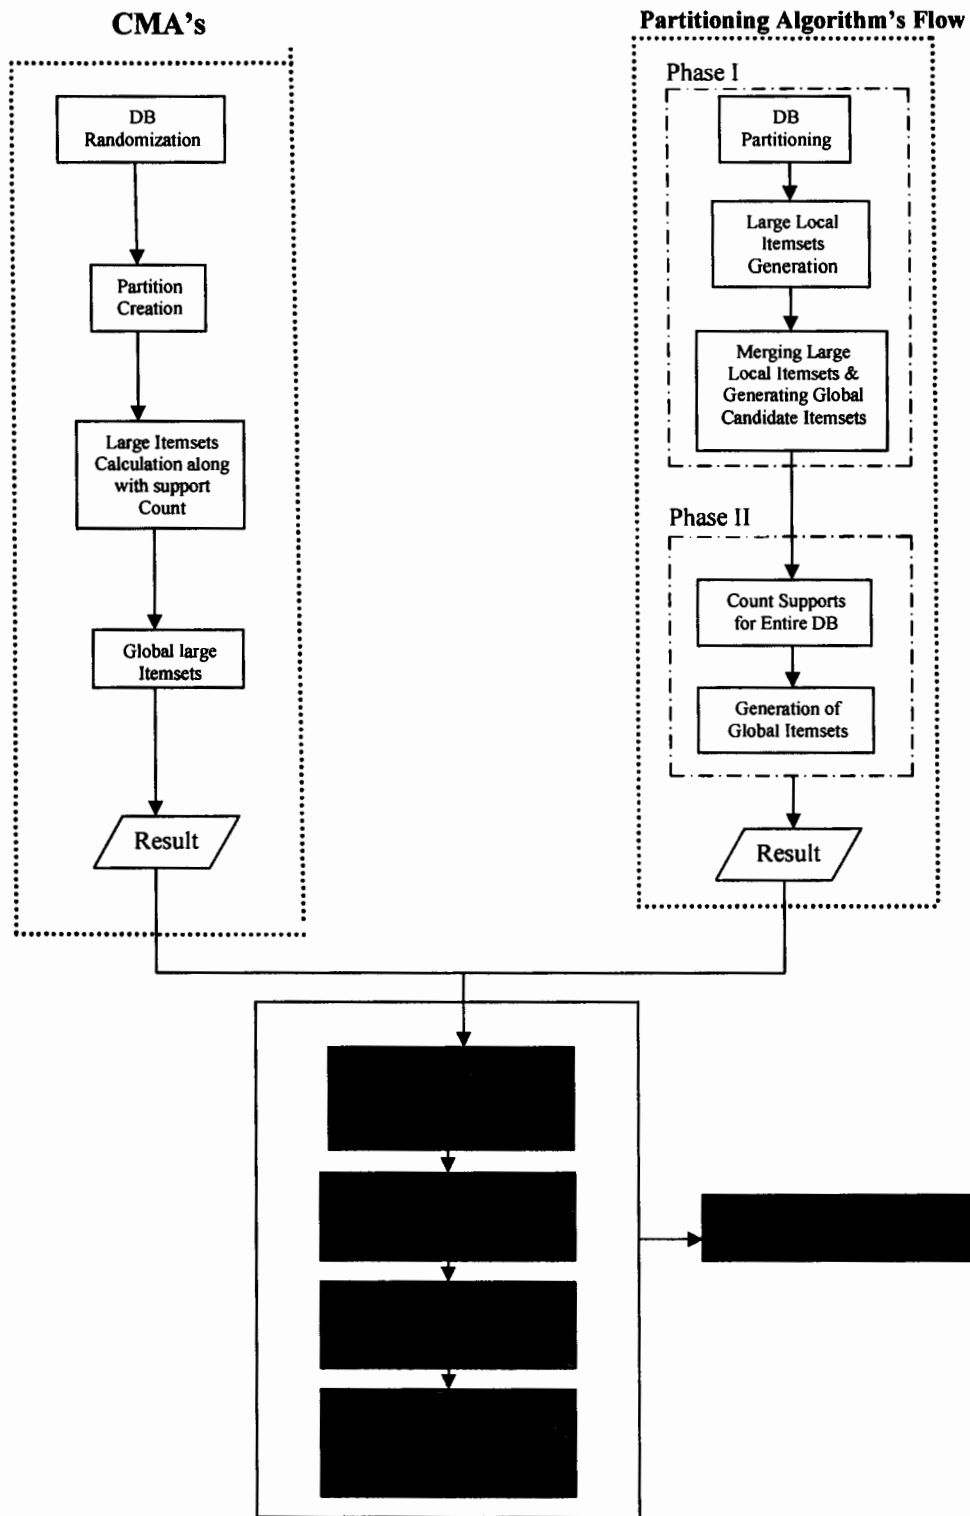 CMA's
DB
Randomization
Partition
Creation
Large Itemsets
Calculation along
with support
Count
Global large
Itemsets
Result
Partitioning Algorithm's Flow
Phase I
DB
Partitioning
Large Local
Itemsets
Generation
Merging Large
Local Itemsets &
Generating Global
Candidate Itemsets
Phase II
Count Supports
for Entire DB
Generation of
Global Itemsets
Result